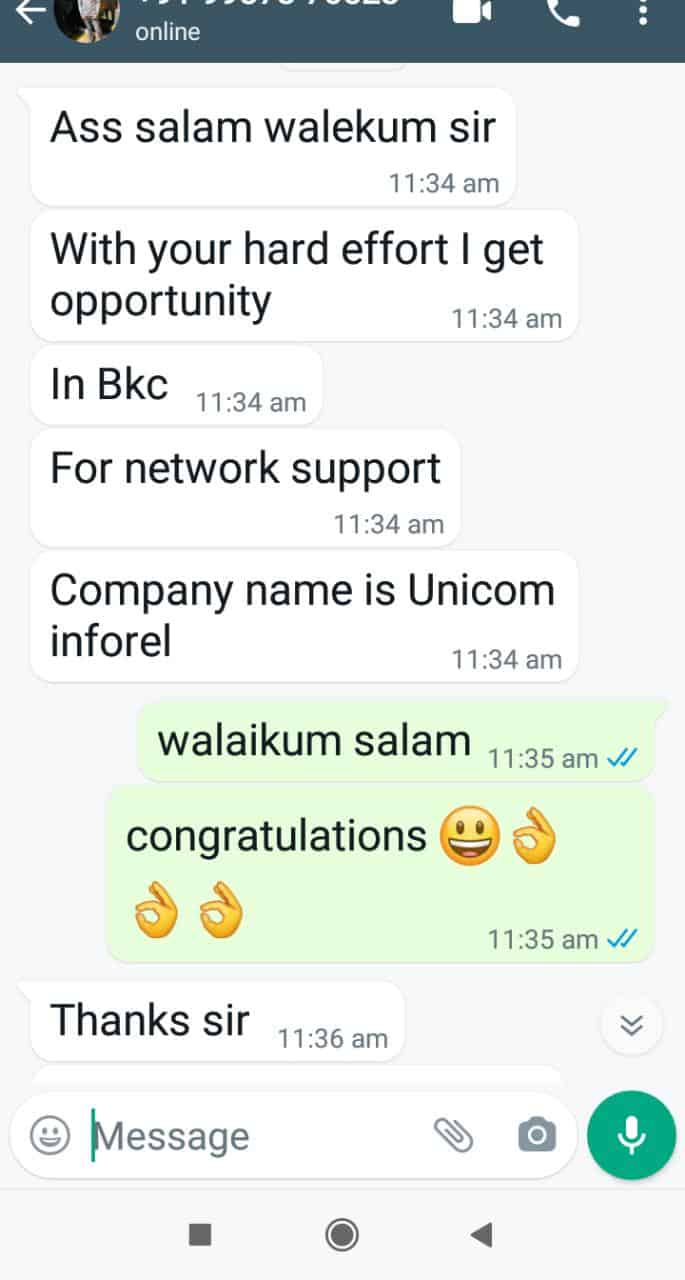 online
Ass salam walekum sir
11:34 am
With your hard effort I get
opportunity 11:34 am
In Bkc 11:34 am
For network support
11:34 am
Company name is Unicom
inforel 11:34 am
walaikum salam 11:35 am
congratulations 😃👌
👌👌 11:35 am
Thanks sir 11:36 am
Message